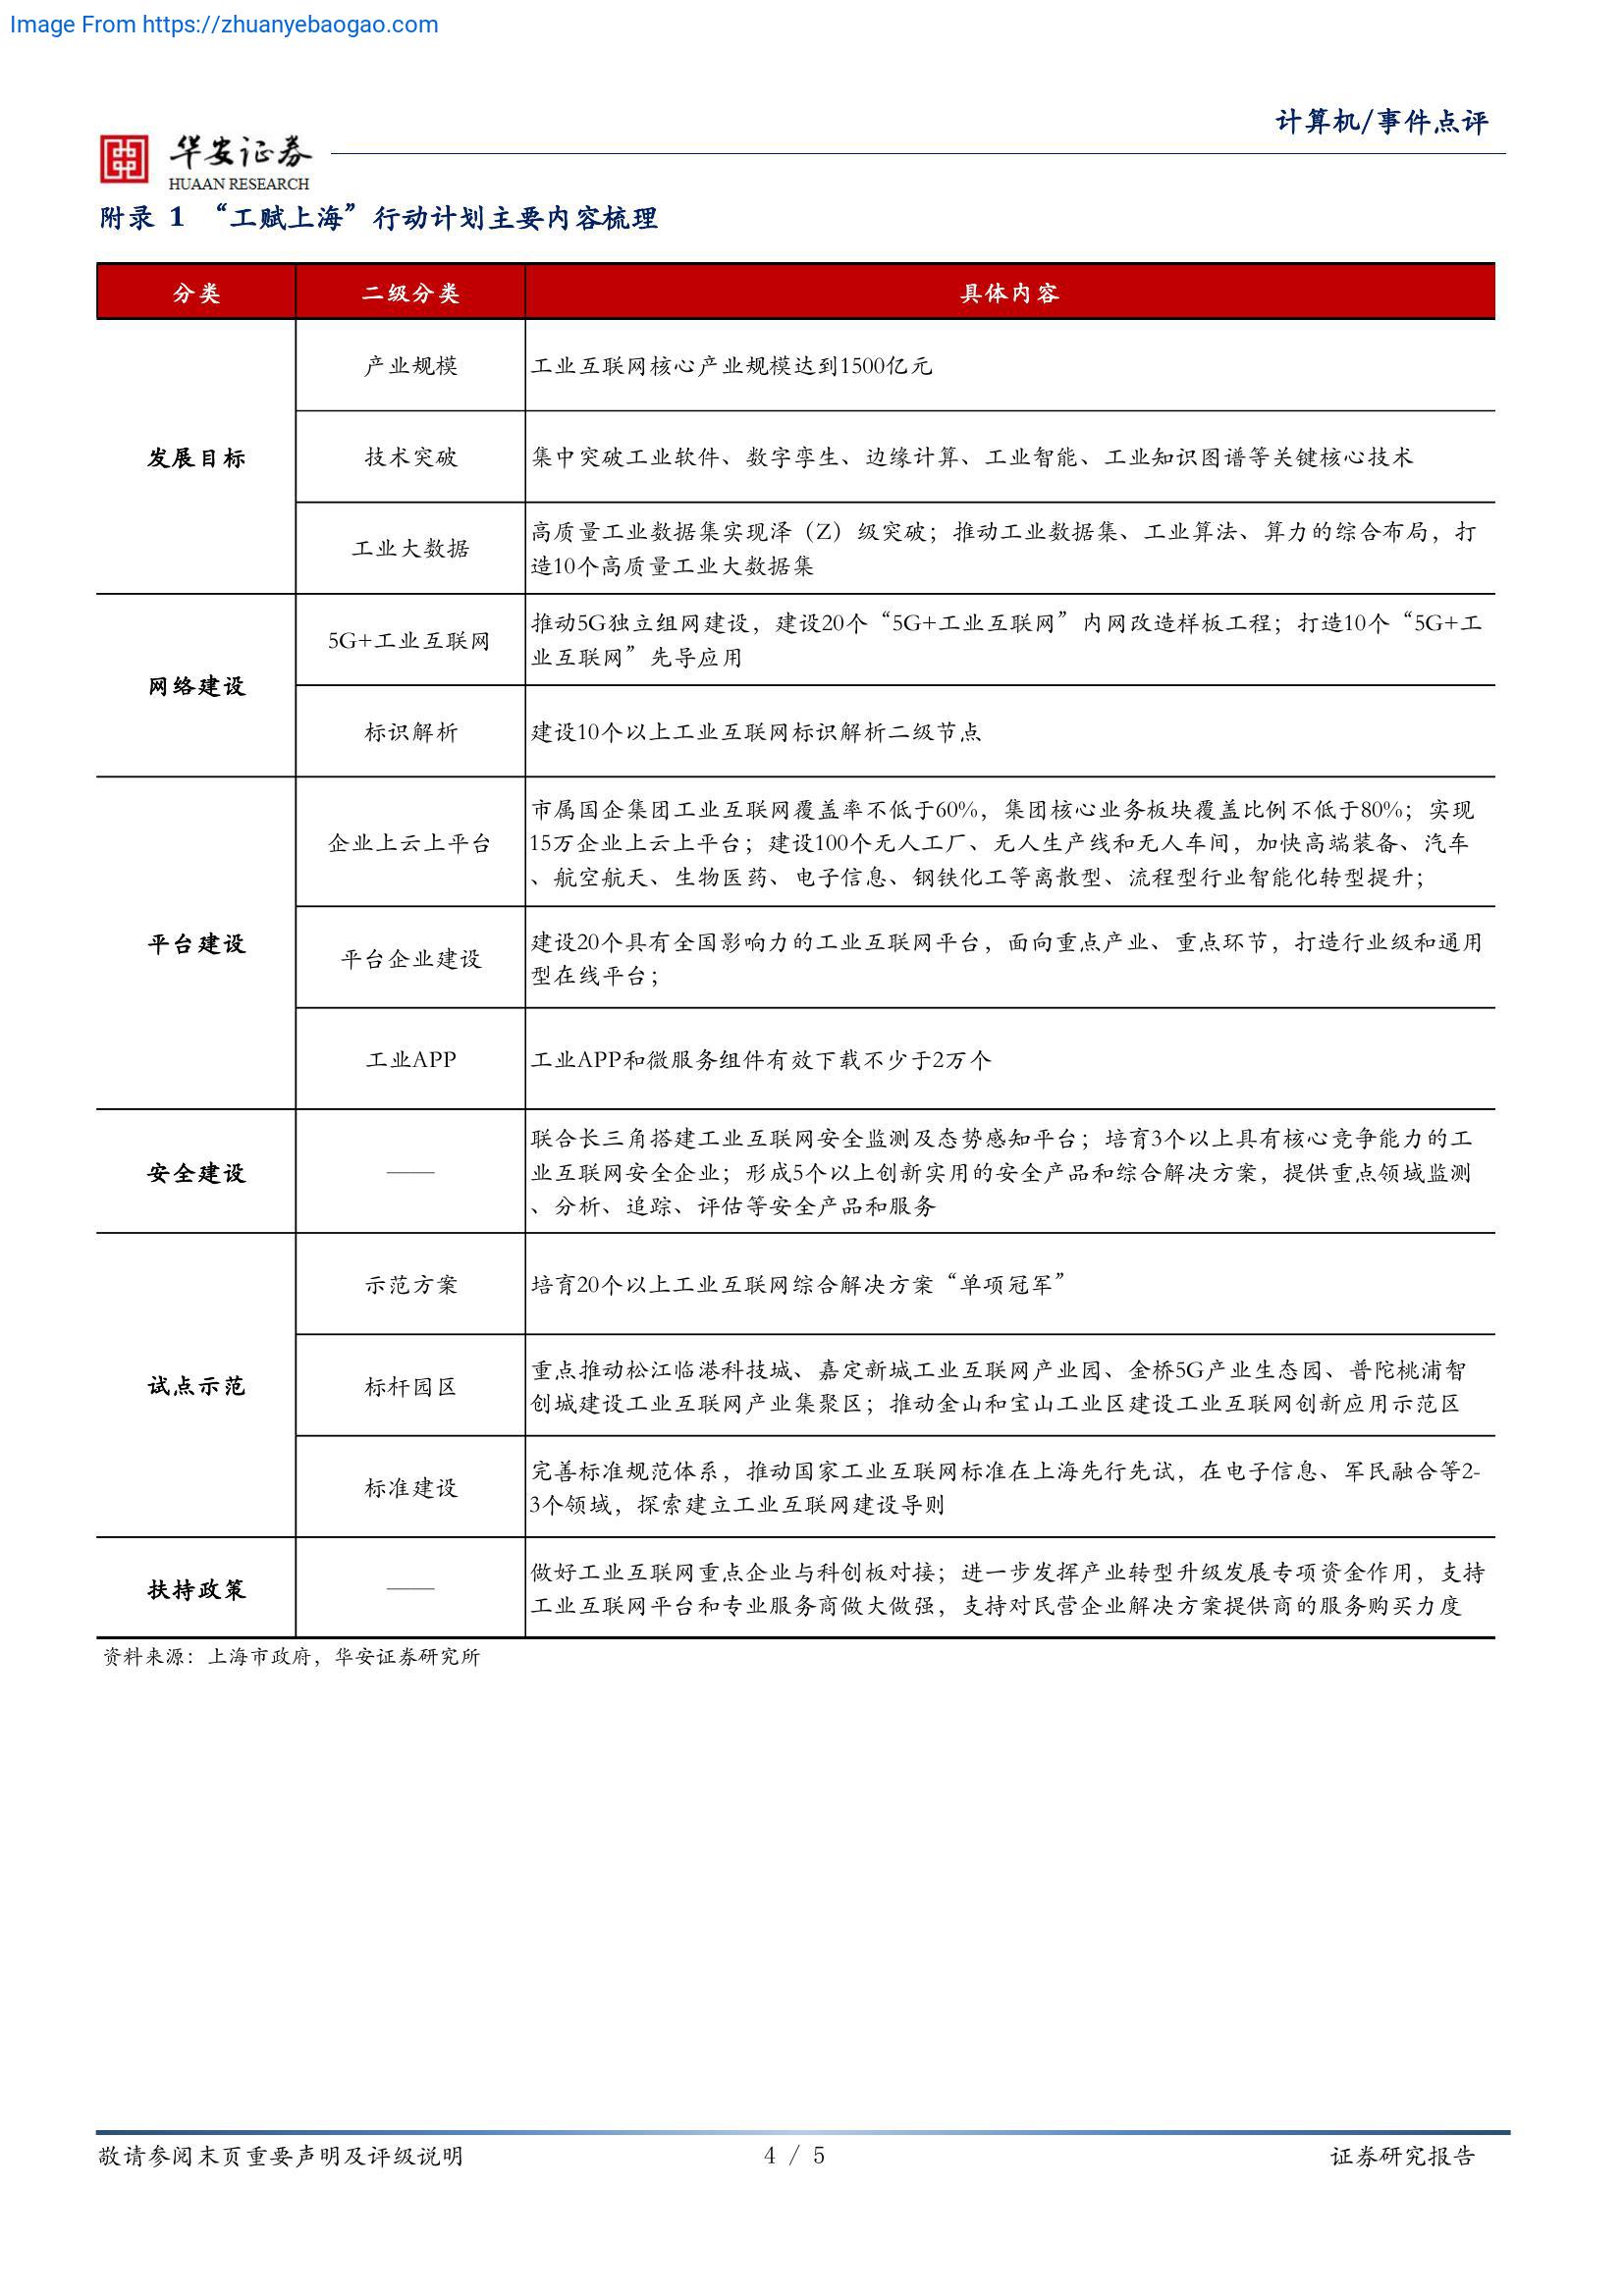 Image From https://zhuanyebaogao.com
计算机/事件点评
华安证券
HUAAN RESEARCH
附录 1 “工赋上海”行动计划主要内容梳理
分类
二级分类
具体内容
发展目标
产业规模
工业互联网核心产业规模达到1500亿元
技术突破
集中突破工业软件、数字孪生、边缘计算、工业智能、工业知识图谱等关键核心技术
工业大数据
高质量工业数据集实现泽（Z）级突破；推动工业数据集、工业算法、算力的综合布局，打
造10个高质量工业大数据集
网络建设
5G+工业互联网
推动5G独立组网建设，建设20个“5G+工业互联网”内网改造样板工程；打造10个“5G+工
业互联网”先导应用
标识解析
建设10个以上工业互联网标识解析二级节点
平台建设
企业上云上平台
市属国企集团工业互联网覆盖率不低于60%，集团核心业务板块覆盖比例不低于80%；实现
15万企业上云上平台；建设100个无人工厂、无人生产线和无人车间，加快高端装备、汽车
、航空航天、生物医药、电子信息、钢铁化工等离散型、流程型行业智能化转型提升；
平台企业建设
建设20个具有全国影响力的工业互联网平台，面向重点产业、重点环节，打造行业级和通用
型在线平台；
工业APP
工业APP和微服务组件有效下载不少于2万个
安全建设
——
联合长三角搭建工业互联网安全监测及态势感知平台；培育3个以上具有核心竞争能力的工
业互联网安全企业；形成5个以上创新实用的安全产品和综合解决方案，提供重点领域监测
、分析、追踪、评估等安全产品和服务
试点示范
示范方案
培育20个以上工业互联网综合解决方案“单项冠军”
标杆园区
重点推动松江临港科技城、嘉定新城工业互联网产业园、金桥5G产业生态园、普陀桃浦智
创城建设工业互联网产业集聚区；推动金山和宝山工业区建设工业互联网创新应用示范区
标准建设
完善标准规范体系，推动国家工业互联网标准在上海先行先试，在电子信息、军民融合等2-
3个领域，探索建立工业互联网建设导则
扶持政策
——
做好工业互联网重点企业与科创板对接；进一步发挥产业转型升级发展专项资金作用，支持
工业互联网平台和专业服务商做大做强，支持对民营企业解决方案提供商的服务购买力度
资料来源：上海市政府，华安证券研究所
敬请参阅末页重要声明及评级说明
4 / 5
证券研究报告